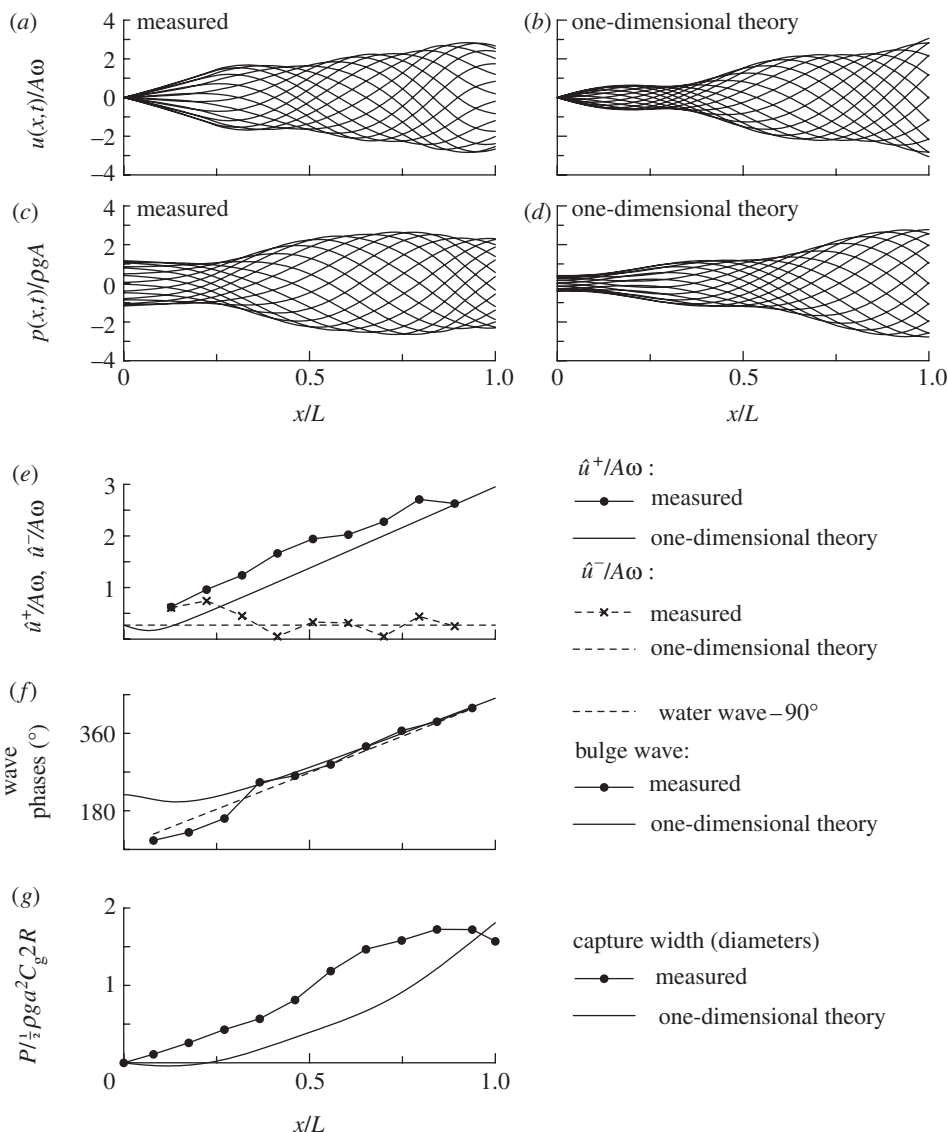 (a) measured
(b) one-dimensional theory
u(x,t)/Aω
4
2
0
−2
−4
(c) measured
(d) one-dimensional theory
p(x,t)/ρgA
4
2
0
−2
−4
0 0.5 1.0
0 0.5 1.0
x/L
x/L
(e)
û⁺/Aω, û⁻/Aω
3
2
1
û⁺/Aω :
measured
one-dimensional theory
û⁻/Aω :
measured
one-dimensional theory
(f)
wave
phases (°)
360
180
water wave – 90°
bulge wave:
measured
one-dimensional theory
(g)
P/½ρga²C_g2R
2
1
0
0 0.5 1.0
x/L
capture width (diameters)
measured
one-dimensional theory